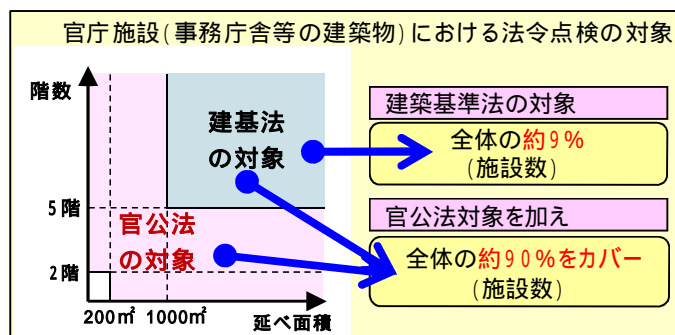 官庁施設(事務庁舎等の建築物)における法令点検の対象
階数
建基法
の対象
5階
官公法
の対象
2階
200㎡ 1000㎡ 延べ面積
建築基準法の対象
全体の約9%
(施設数)
官公法対象を加え
全体の約90%をカバー
(施設数)